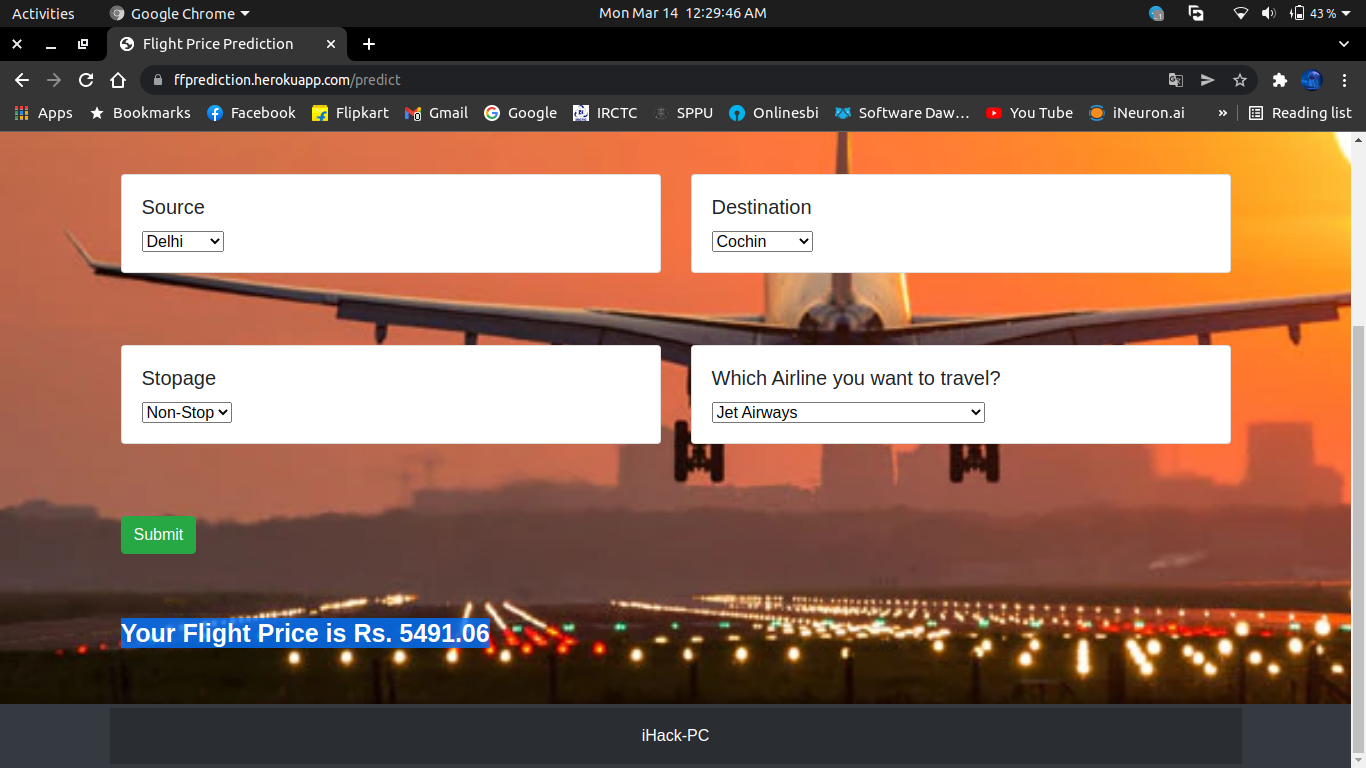 Activities Google Chrome Mon Mar 14 12:29:46 AM 43 %
Flight Price Prediction
ffprediction.herokuapp.com/predict
Apps Bookmarks Facebook Flipkart Gmail Google IRCTC SPPU Onlinesbi Software Daw… You Tube iNeuron.ai » Reading list
Source Destination
Delhi Cochin
Stopage Which Airline you want to travel?
Non-Stop Jet Airways
Submit
Your Flight Price is Rs. 5491.06
iHack-PC